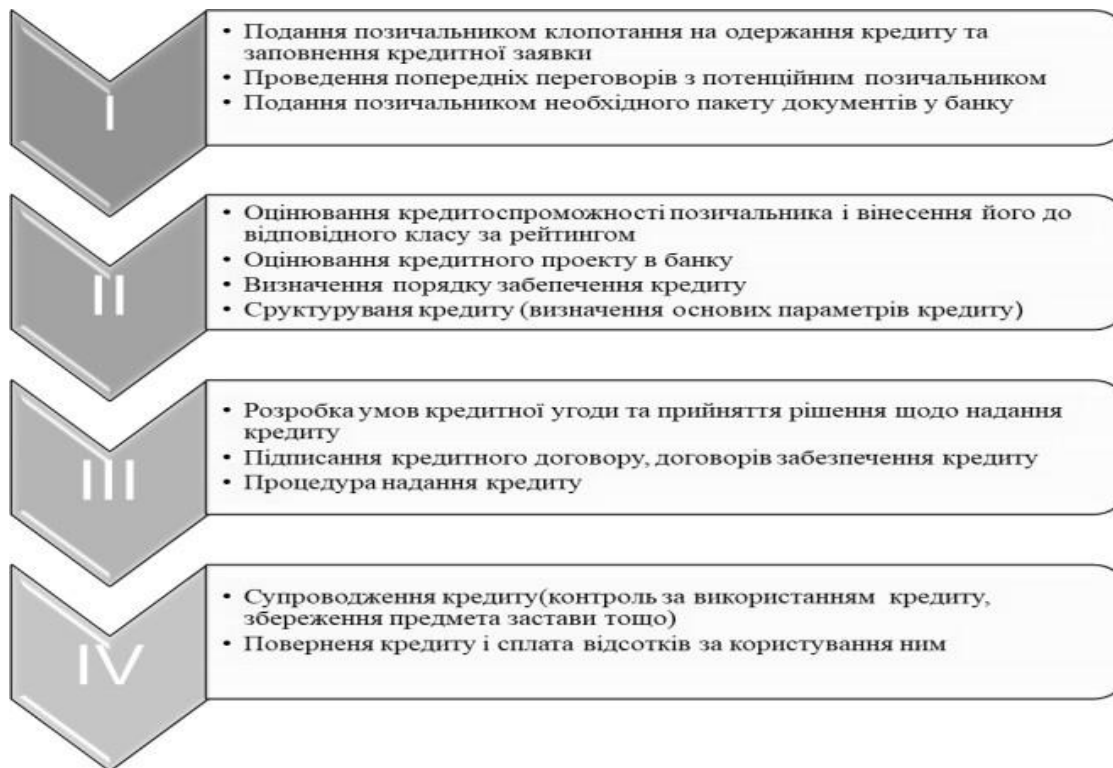 I
• Подання позичальником клопотання на одержання кредиту та
заповнення кредитної заявки
• Проведення попередніх переговорів з потенційним позичальником
• Подання позичальником необхідного пакету документів у банку
II
• Оцінювання кредитоспроможності позичальника і вінесення його до
відповідного класу за рейтингом
• Оцінювання кредитного проекту в банку
• Визначення порядку забепечення кредиту
• Сруктуруваня кредиту (визначення основих параметрів кредиту)
III
• Розробка умов кредитної угоди та прийняття рішення щодо надання
кредиту
• Підписання кредитного договору, договорів забезпечення кредиту
• Процедура надання кредиту
IV
• Супроводження кредиту(контроль за використанням кредиту,
збереження предмета застави тощо)
• Поверненя кредиту і сплата відсотків за користування ним